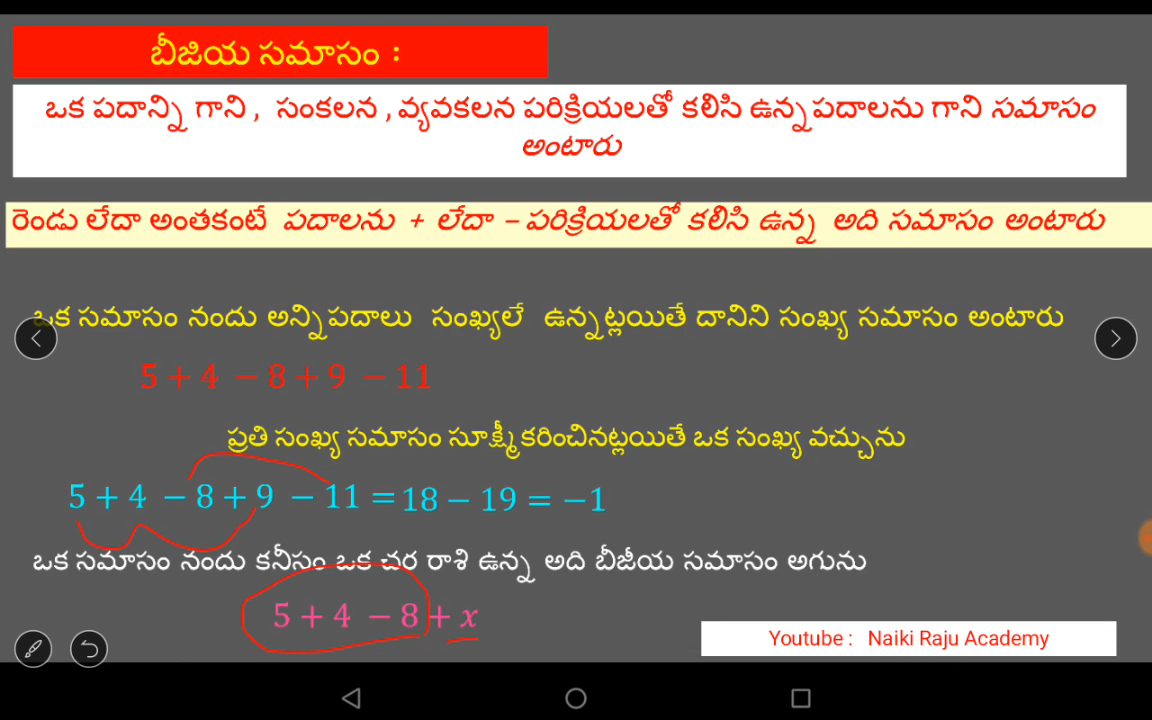 బీజియ సమాసం :
ఒక పదాన్ని గాని , సంకలన , వ్యవకలన పరిక్రియలతో కలిసి ఉన్న పదాలను గాని సమాసం
అంటారు
రెండు లేదా అంతకంటే పదాలను + లేదా – పరిక్రియలతో కలిసి ఉన్న అది సమాసం అంటారు
ఒక సమాసం నందు అన్ని పదాలు సంఖ్యలే ఉన్నట్లయితే దానిని సంఖ్య సమాసం అంటారు
5 + 4 − 8 + 9 − 11
ప్రతి సంఖ్య సమాసం సూక్ష్మీకరించినట్లయితే ఒక సంఖ్య వచ్చును
5 + 4 − 8 + 9 − 11 = 18 − 19 = −1
ఒక సమాసం నందు కనీసం ఒక చర రాశి ఉన్న అది బీజీయ సమాసం అగును
5 + 4 − 8 + x
Youtube : Naiki Raju Academy